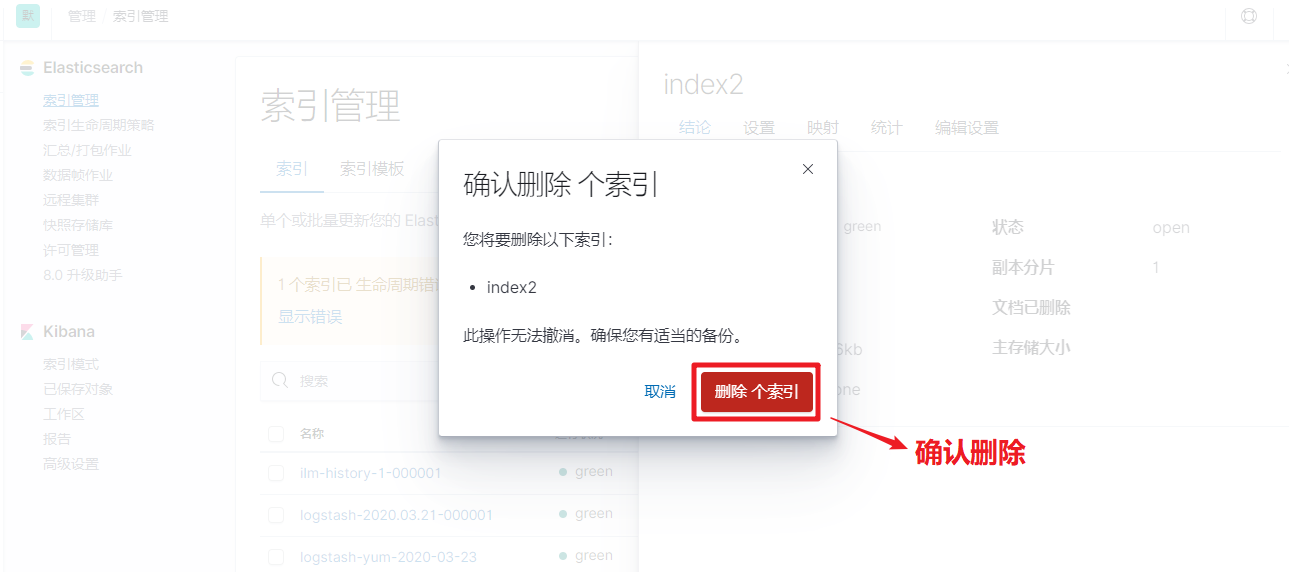 默
管理
索引管理
Elasticsearch
索引管理
索引生命周期策略
汇总/打包作业
数据帧作业
远程集群
快照存储库
许可管理
8.0 升级助手
Kibana
索引模式
已保存对象
工作区
报告
高级设置
索引管理
索引
索引模板
单个或批量更新您的 Elast
1 个索引已 生命周期错
显示错误
搜索
名称
ilm-history-1-000001
green
logstash-2020.03.21-000001
green
logstash-yum-2020-03-23
green
index2
结论
设置
映射
统计
编辑设置
green
状态
open
副本分片
1
文档已删除
6kb
主存储大小
one
确认删除 个索引
您将要删除以下索引：
• index2
此操作无法撤消。确保您有适当的备份。
取消
删除 个索引
确认删除